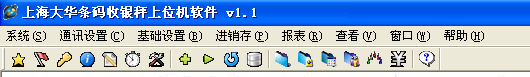 上海大华条码收银秤上位机软件 v1.1
系统(S) 通讯设置(C) 基础设置(B) 进销存(P) 报表(R) 查看(V) 窗口(W) 帮助(H)